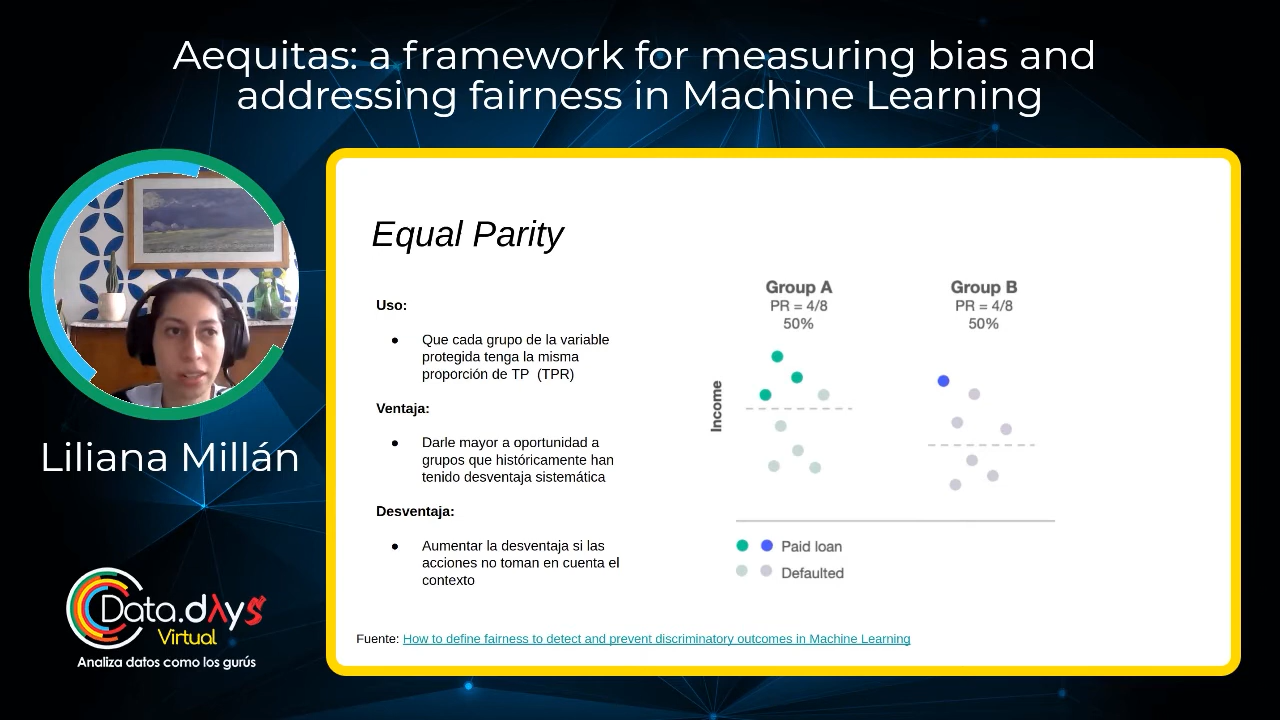 Aequitas: a framework for measuring bias and
addressing fairness in Machine Learning
Liliana Millán
Data.dλys
Virtual
Analiza datos como los gurús
Equal Parity
Uso:
● Que cada grupo de la variable
protegida tenga la misma
proporción de TP (TPR)
Ventaja:
● Darle mayor a oportunidad a
grupos que históricamente han
tenido desventaja sistemática
Desventaja:
● Aumentar la desventaja si las
acciones no toman en cuenta el
contexto
Group A
PR = 4/8
50%
Group B
PR = 4/8
50%
Income
Paid loan
Defaulted
Fuente: How to define fairness to detect and prevent discriminatory outcomes in Machine Learning